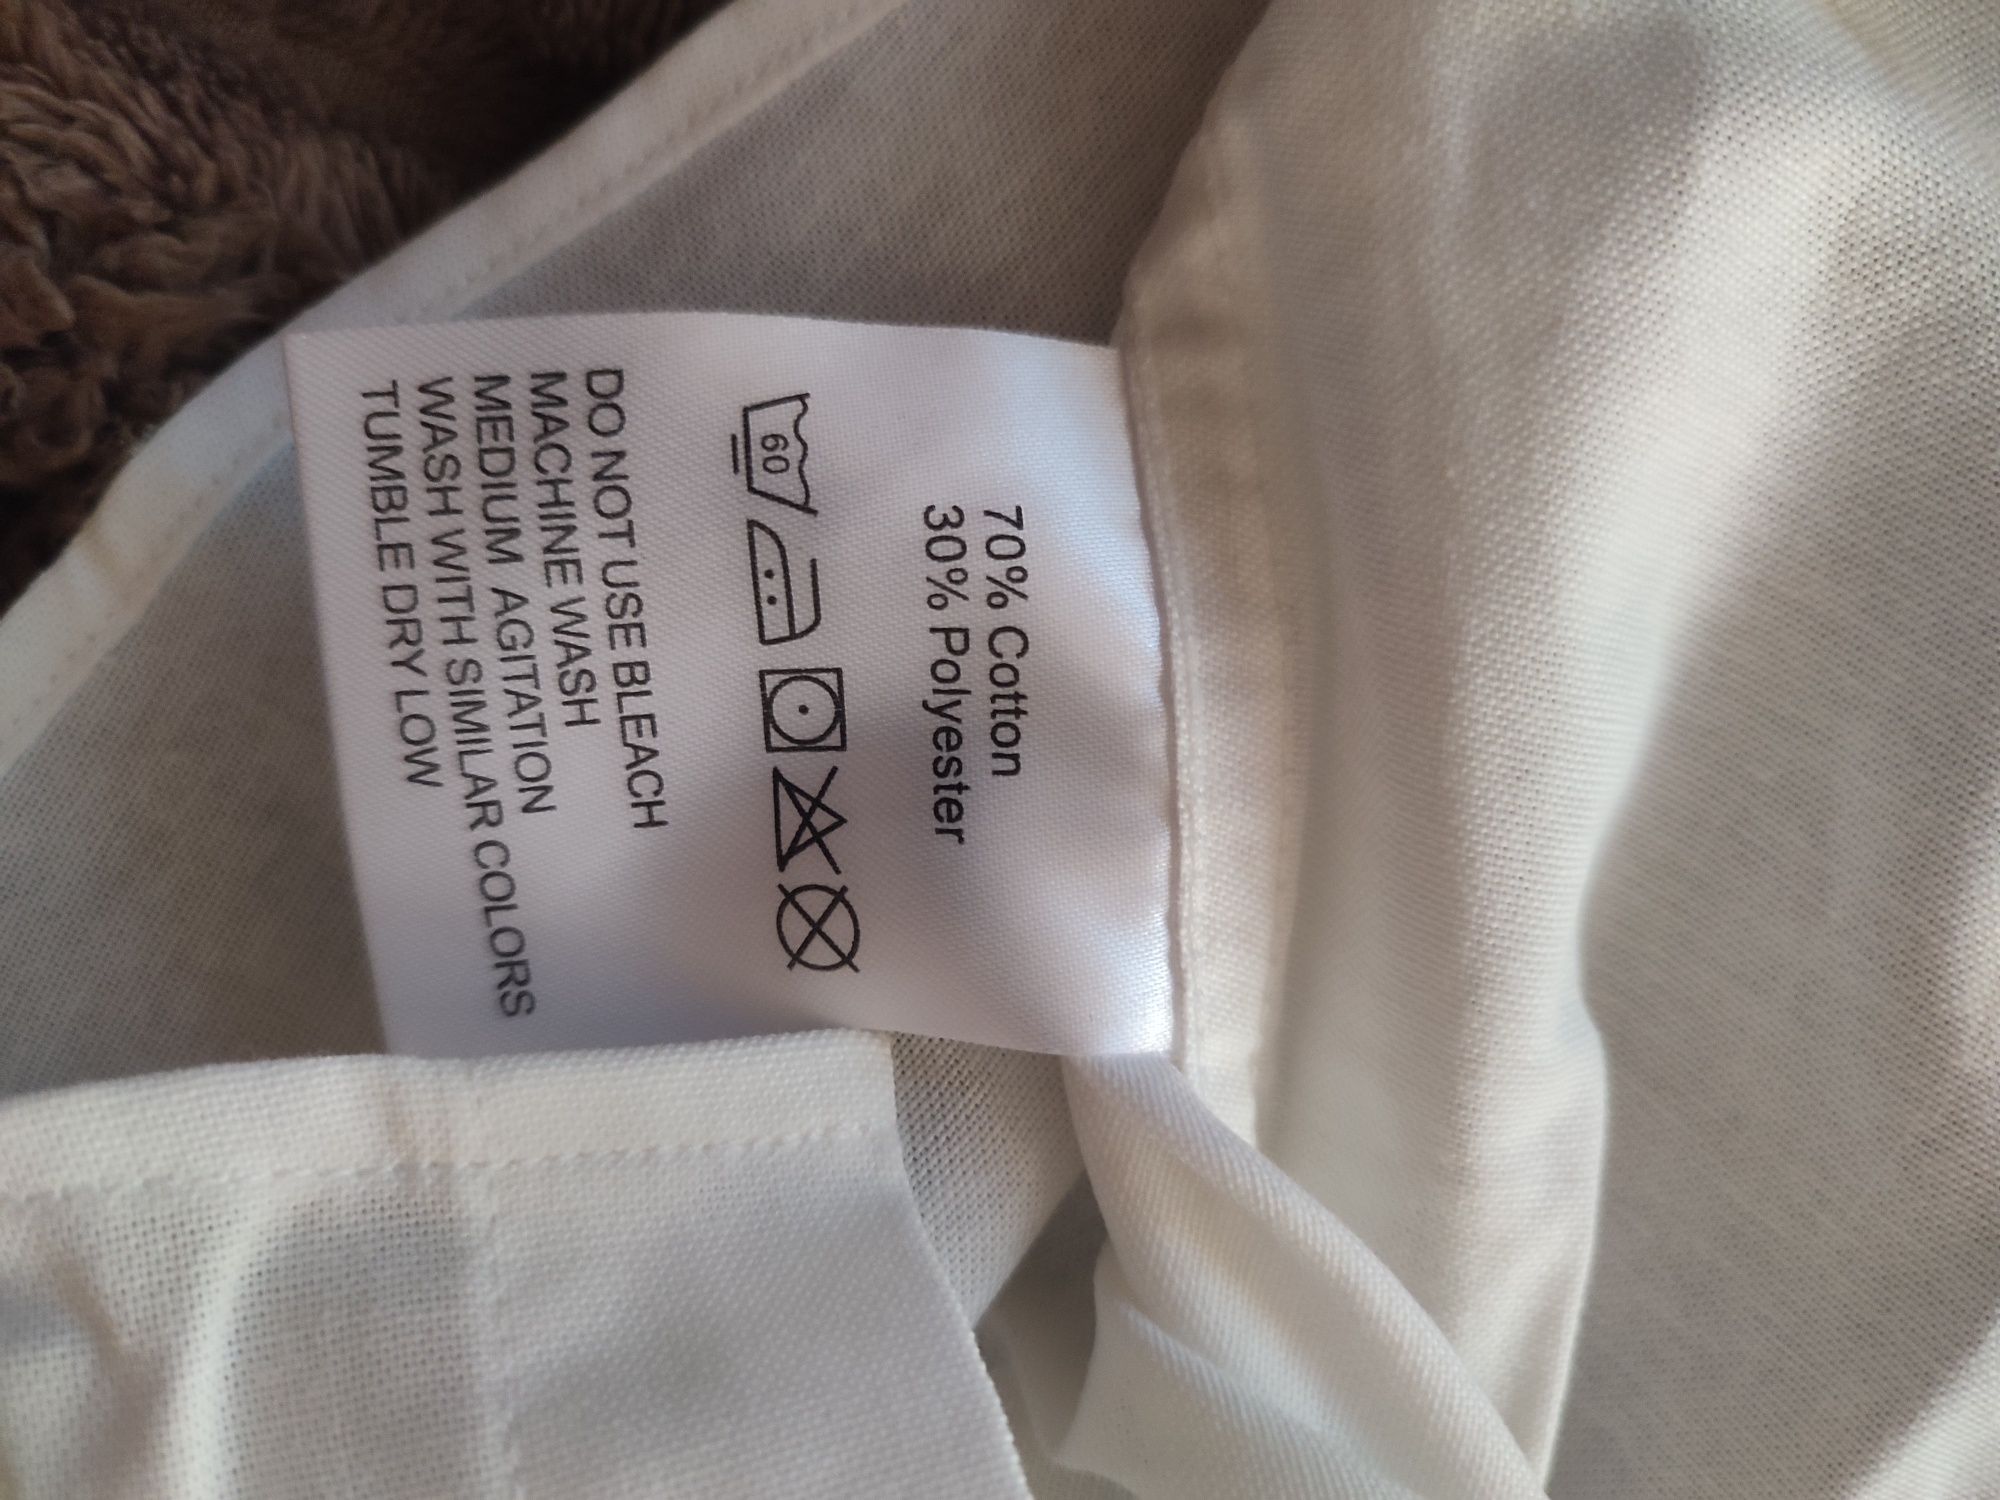 70% Cotton
30% Polyester
60
DO NOT USE BLEACH
MACHINE WASH
MEDIUM AGITATION
WASH WITH SIMILAR COLORS
TUMBLE DRY LOW